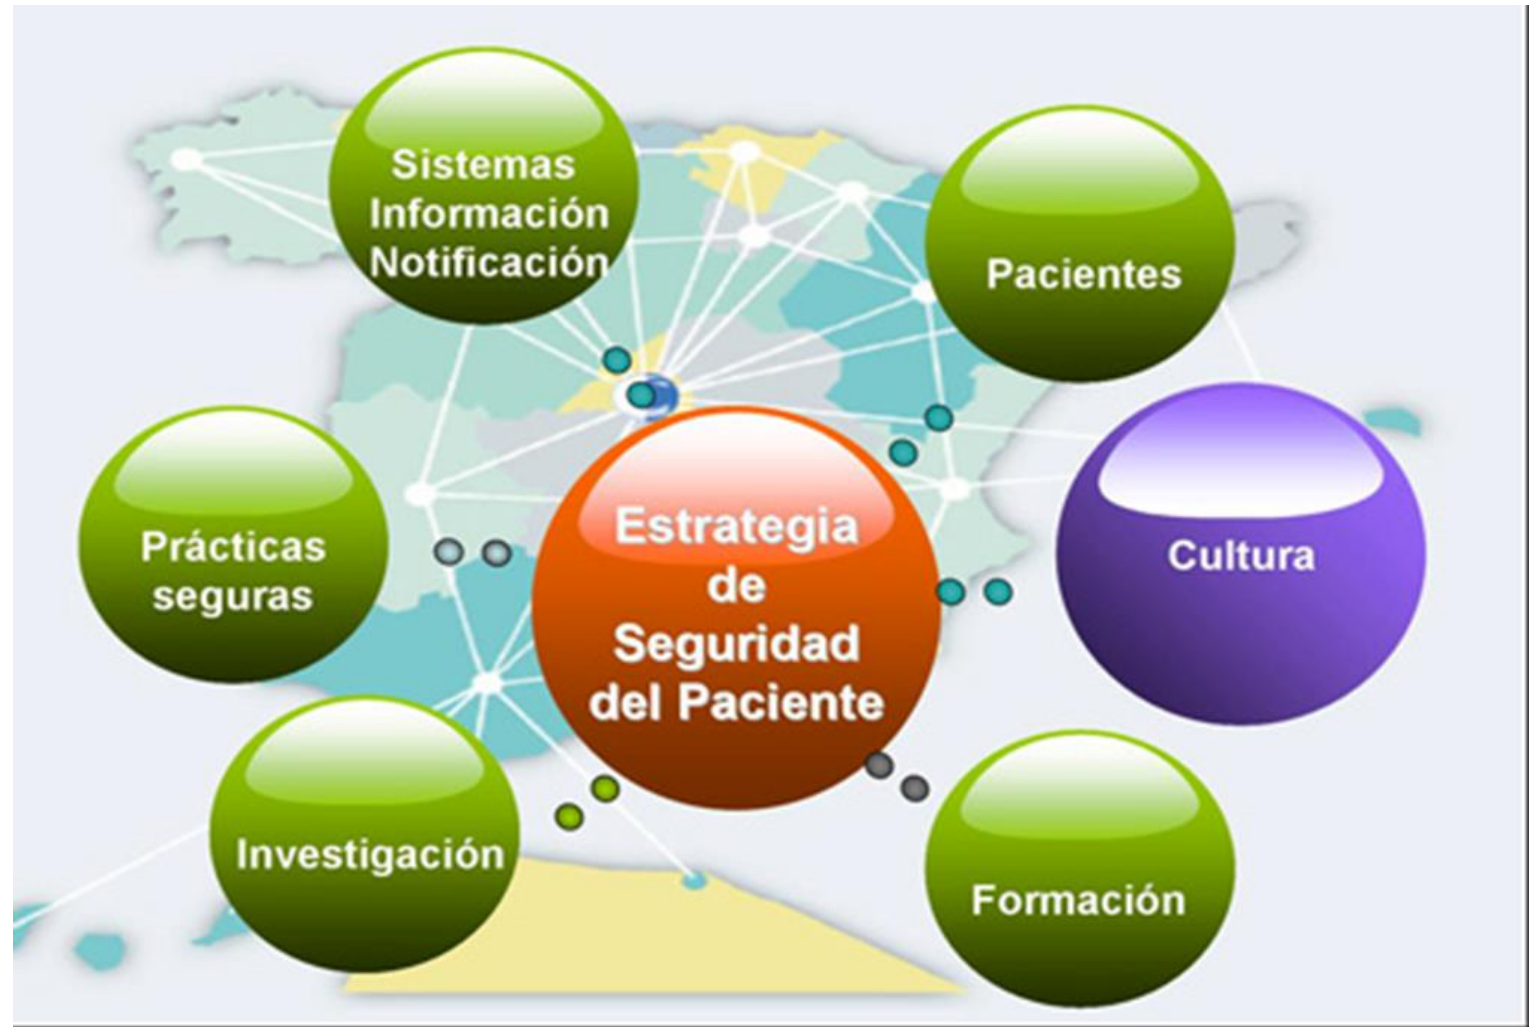 Sistemas
Información
Notificación
Pacientes
Prácticas
seguras
Estrategia
de
Seguridad
del Paciente
Cultura
Investigación
Formación